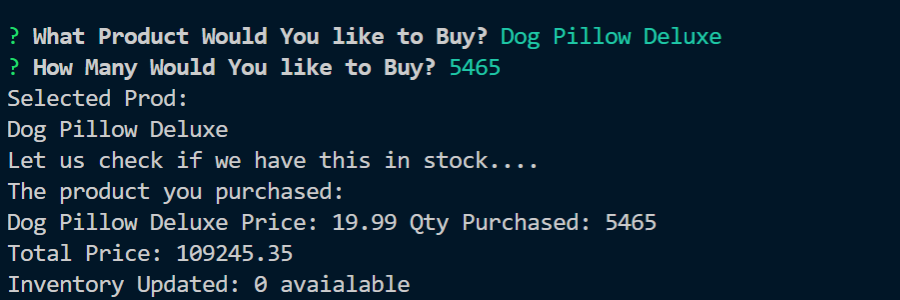 ? What Product Would You like to Buy? Dog Pillow Deluxe
? How Many Would You like to Buy? 5465
Selected Prod:
Dog Pillow Deluxe
Let us check if we have this in stock....
The product you purchased:
Dog Pillow Deluxe Price: 19.99 Qty Purchased: 5465
Total Price: 109245.35
Inventory Updated: 0 avaialable